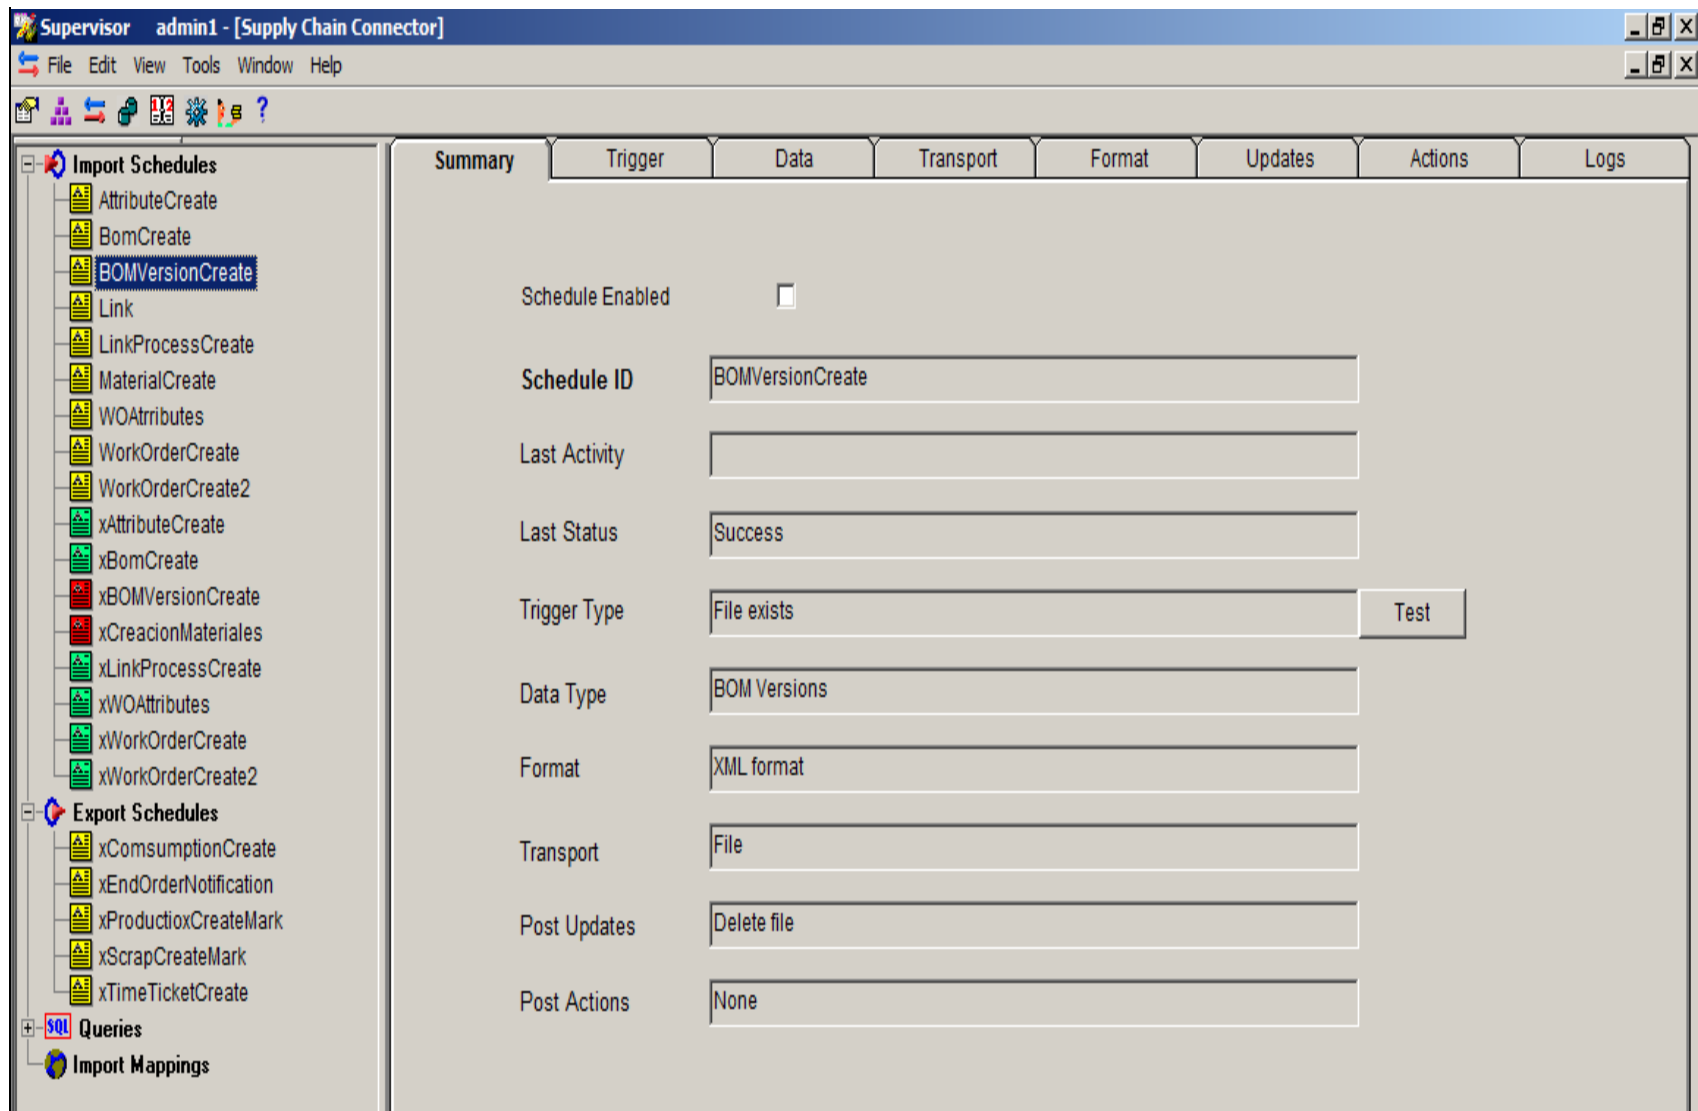 Supervisor admin1 - [Supply Chain Connector]
File Edit View Tools Window Help
Import Schedules
AttributeCreate
BomCreate
BOMVersionCreate
Link
LinkProcessCreate
MaterialCreate
WOAtrributes
WorkOrderCreate
WorkOrderCreate2
xAttributeCreate
xBomCreate
xBOMVersionCreate
xCreacionMateriales
xLinkProcessCreate
xWOAttributes
xWorkOrderCreate
xWorkOrderCreate2
Export Schedules
xComsumptionCreate
xEndOrderNotification
xProductioxCreateMark
xScrapCreateMark
xTimeTicketCreate
SQL Queries
Import Mappings
Summary Trigger Data Transport Format Updates Actions Logs
Schedule Enabled
Schedule ID BOMVersionCreate
Last Activity
Last Status Success
Trigger Type File exists Test
Data Type BOM Versions
Format XML format
Transport File
Post Updates Delete file
Post Actions None